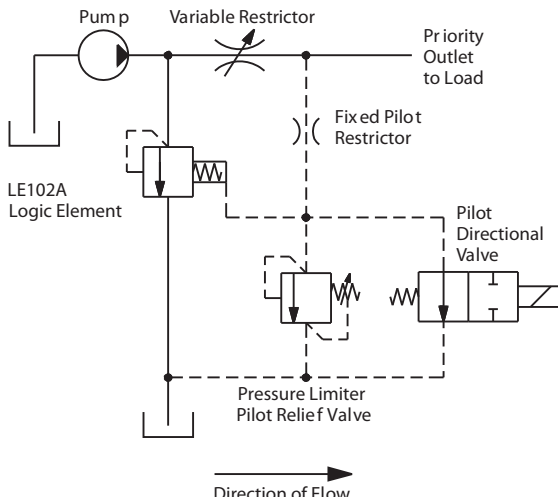 Pump
Variable Restrictor
Priority
Outlet
to Load
Fixed Pilot
Restrictor
LE102A
Logic Element
Pilot
Directional
Valve
Pressure Limiter
Pilot Relief Valve
Direction of Flow